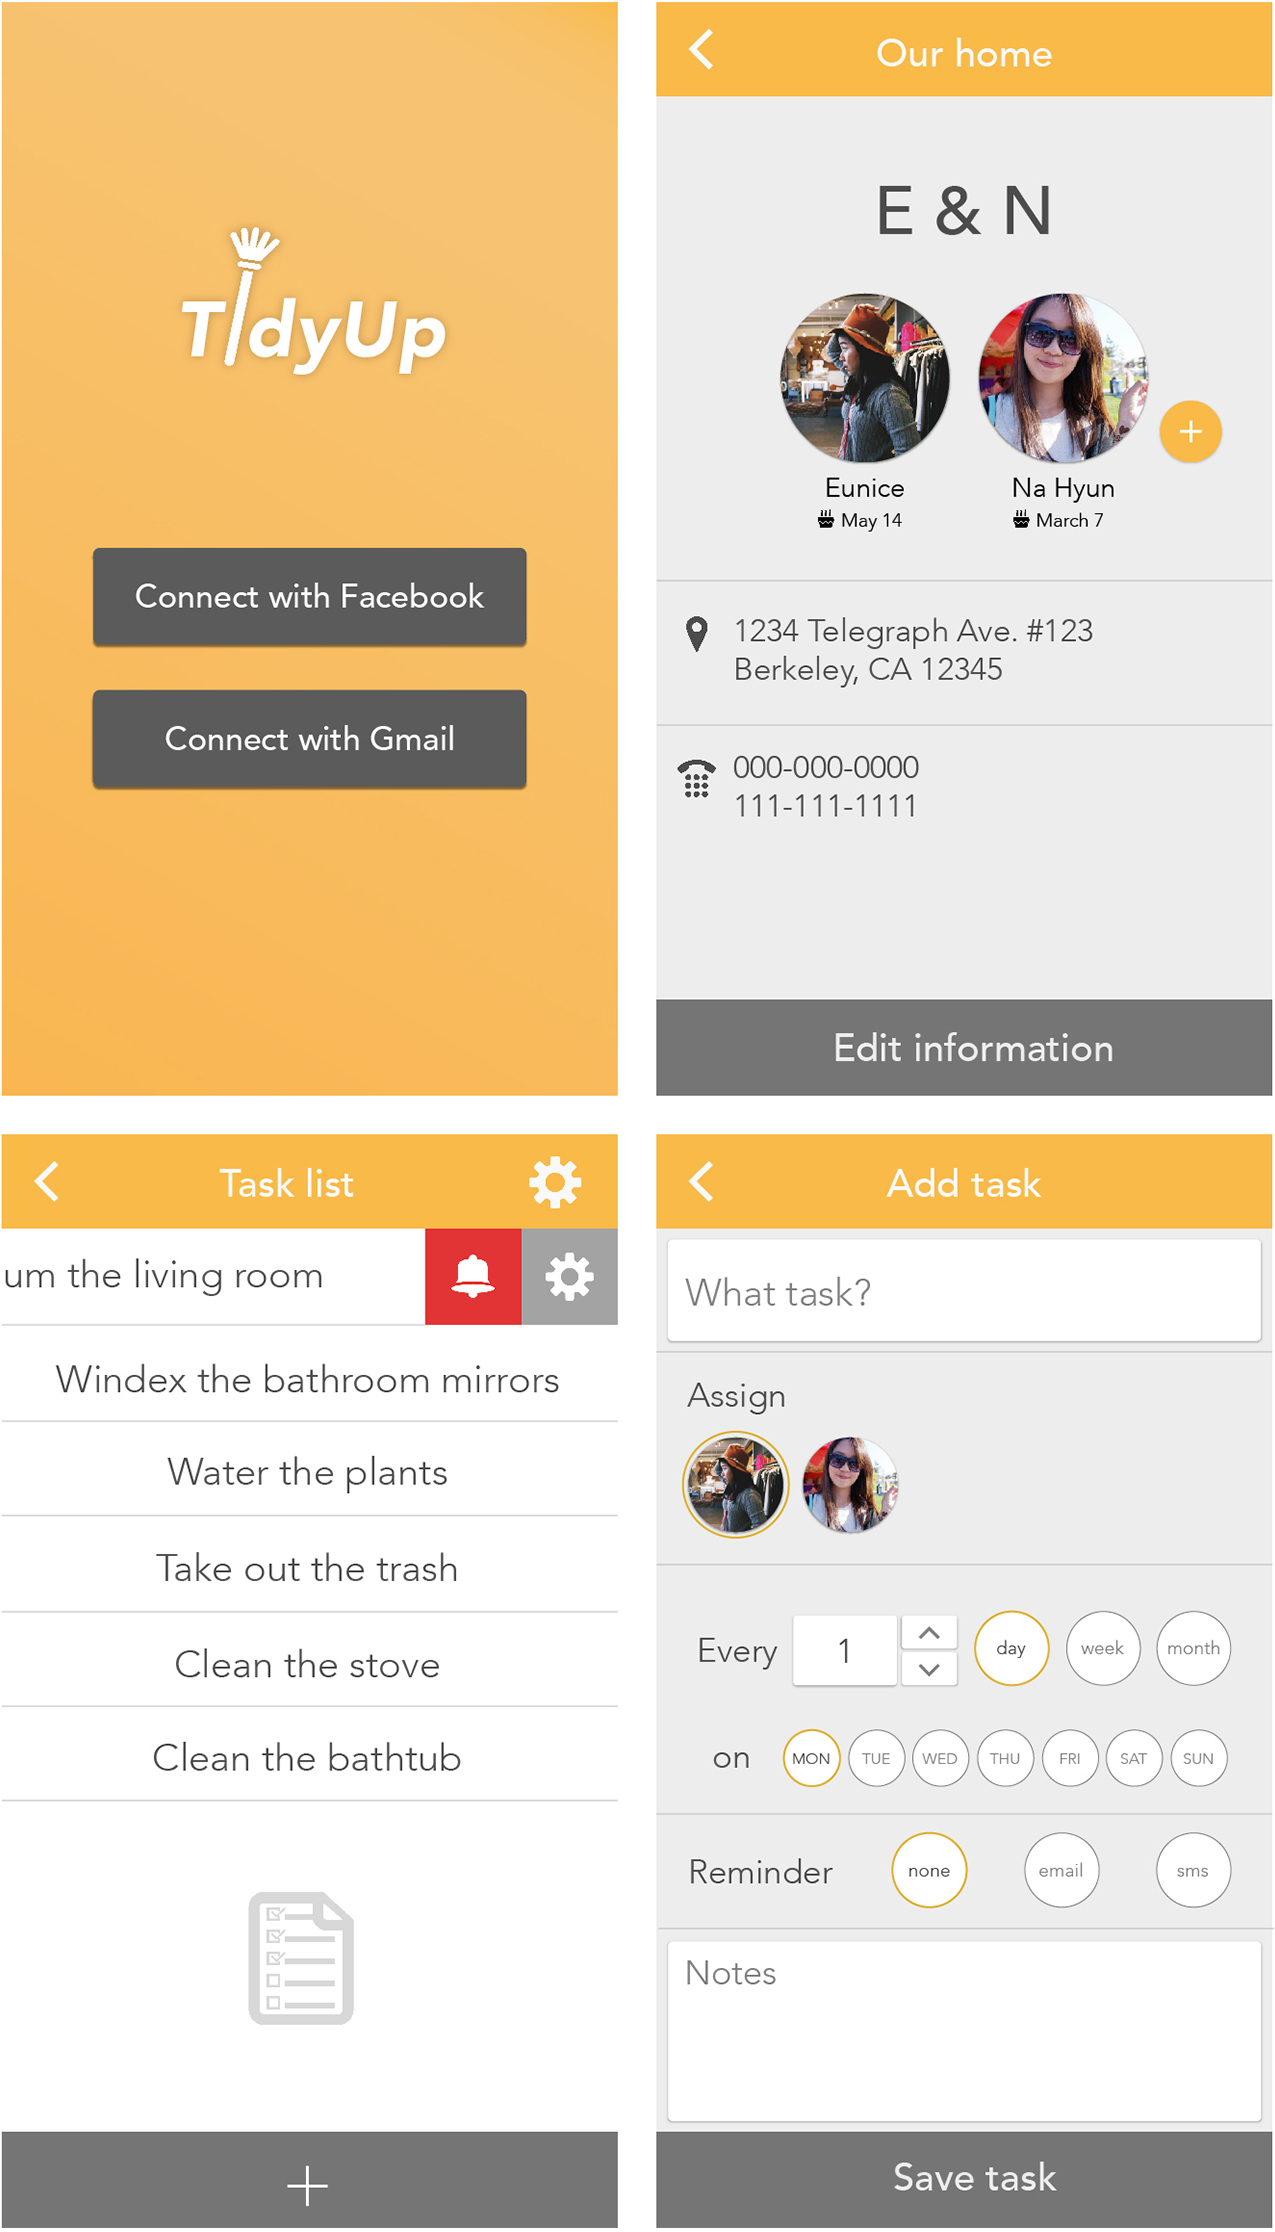 TidyUp
Connect with Facebook
Connect with Gmail
Our home
E & N
Eunice
May 14
Na Hyun
March 7
1234 Telegraph Ave. #123
Berkeley, CA 12345
000-000-0000
111-111-1111
Edit information
Task list
um the living room
Windex the bathroom mirrors
Water the plants
Take out the trash
Clean the stove
Clean the bathtub
Add task
What task?
Assign
Every 1 day week month
on MON TUE WED THU FRI SAT SUN
Reminder none email sms
Notes
Save task